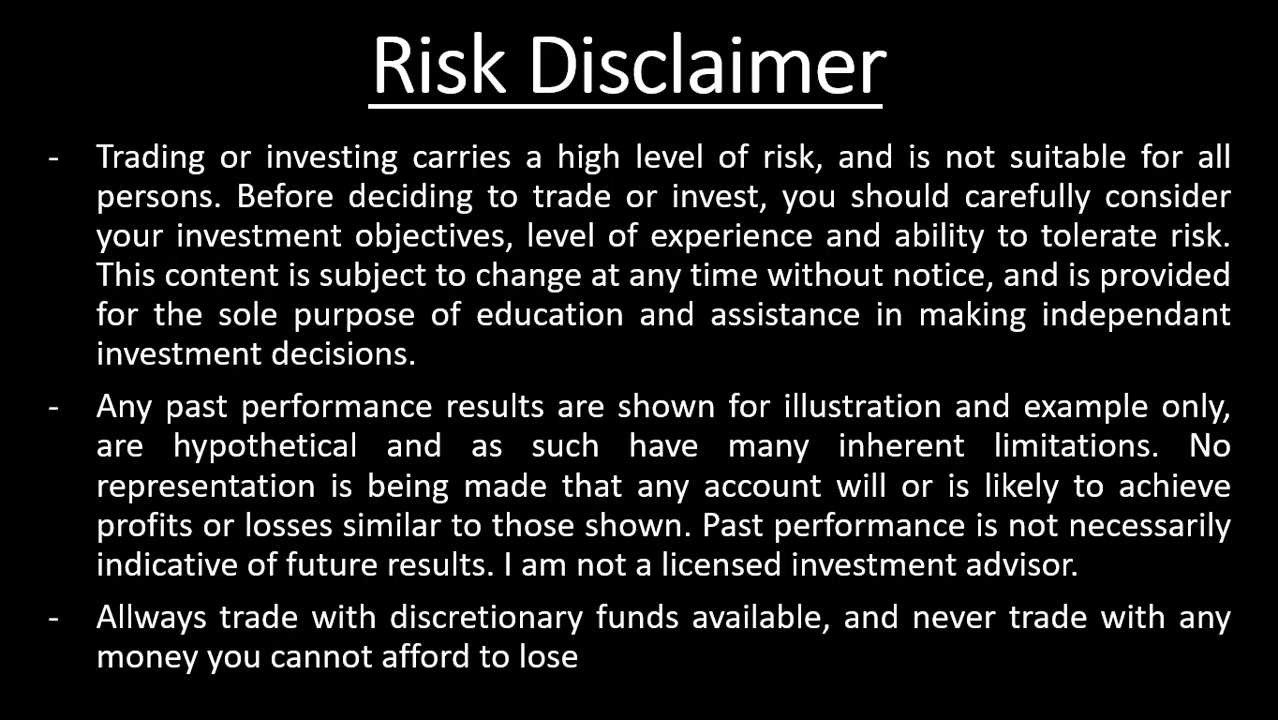 Risk Disclaimer
- Trading or investing carries a high level of risk, and is not suitable for all
persons. Before deciding to trade or invest, you should carefully consider
your investment objectives, level of experience and ability to tolerate risk.
This content is subject to change at any time without notice, and is provided
for the sole purpose of education and assistance in making independant
investment decisions.
- Any past performance results are shown for illustration and example only,
are hypothetical and as such have many inherent limitations. No
representation is being made that any account will or is likely to achieve
profits or losses similar to those shown. Past performance is not necessarily
indicative of future results. I am not a licensed investment advisor.
- Allways trade with discretionary funds available, and never trade with any
money you cannot afford to lose